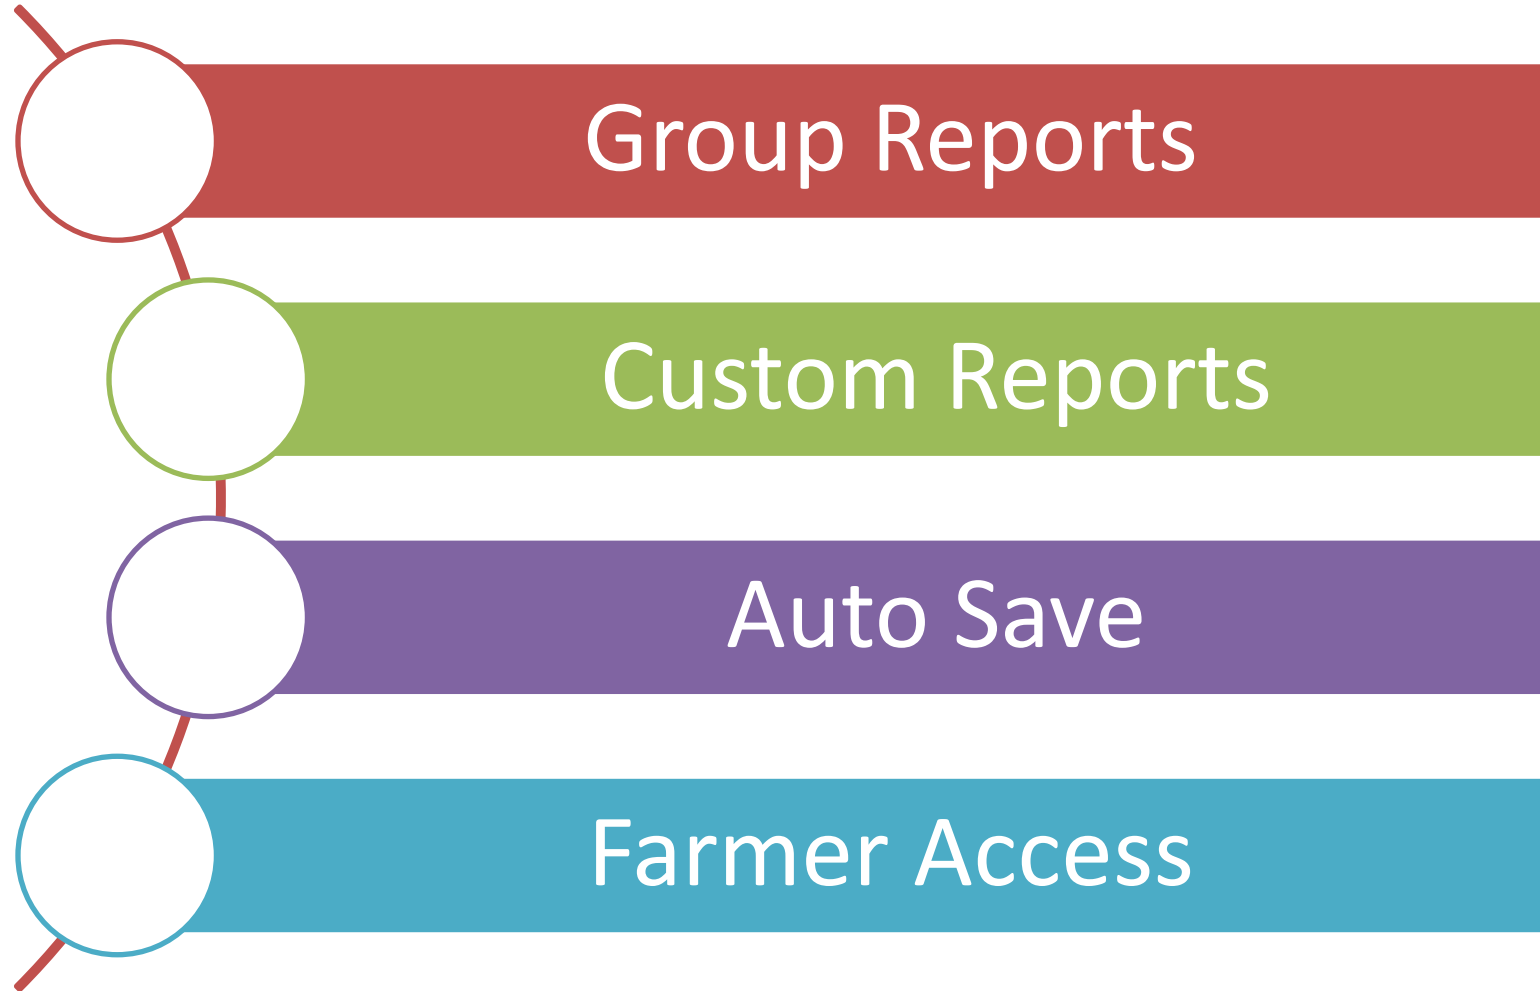 Group Reports
Custom Reports
Auto Save
Farmer Access